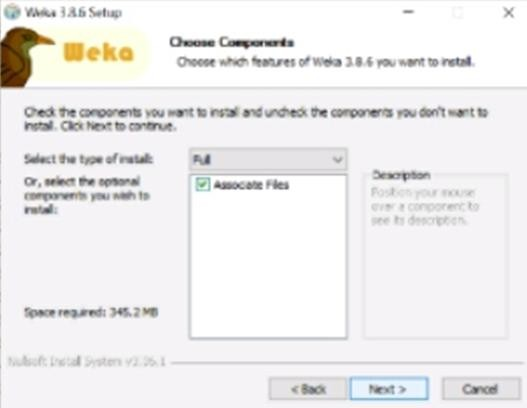 Weka 3.8.6 Setup
Weka
Choose Components
Choose which features of Weka 3.8.6 you want to install.
Check the components you want to install and uncheck the components you don't want to
install. Click Next to continue.
Select the type of install:
Full
Or, select the optional
components you wish to
install:
Associate Files
Description
Position your mouse
over a component to
see its description.
Space required: 345.2 MB
Nullsoft Install System
< Back
Next >
Cancel